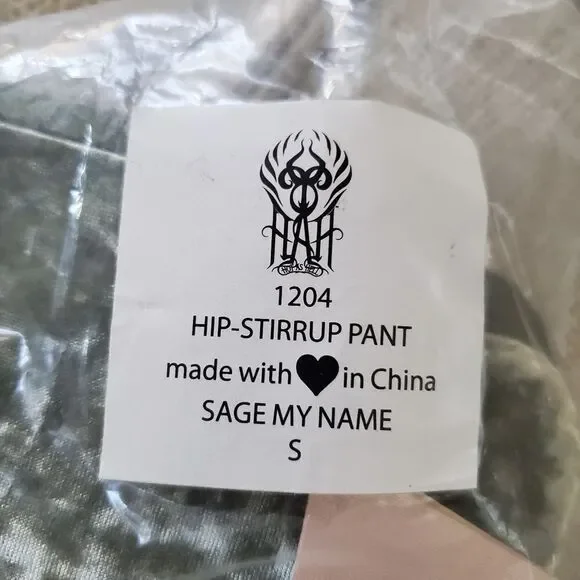 HAH
1204
HIP-STIRRUP PANT
made with ♥ in China
SAGE MY NAME
S